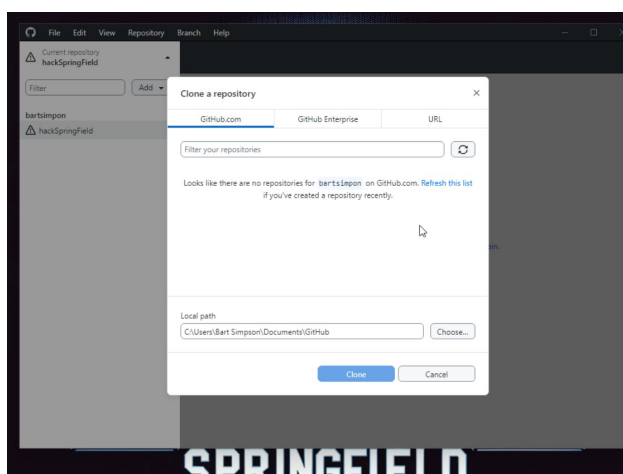 File Edit View Repository Branch Help
Current repository
hackSpringField
Filter
Add
bartsimpon
hackSpringField
Clone a repository
GitHub.com GitHub Enterprise URL
Filter your repositories
Looks like there are no repositories for bartsimpon on GitHub.com. Refresh this list
if you've created a repository recently.
Local path
C:\Users\Bart Simpson\Documents\GitHub
Choose...
Clone Cancel
SPRINGFIELD